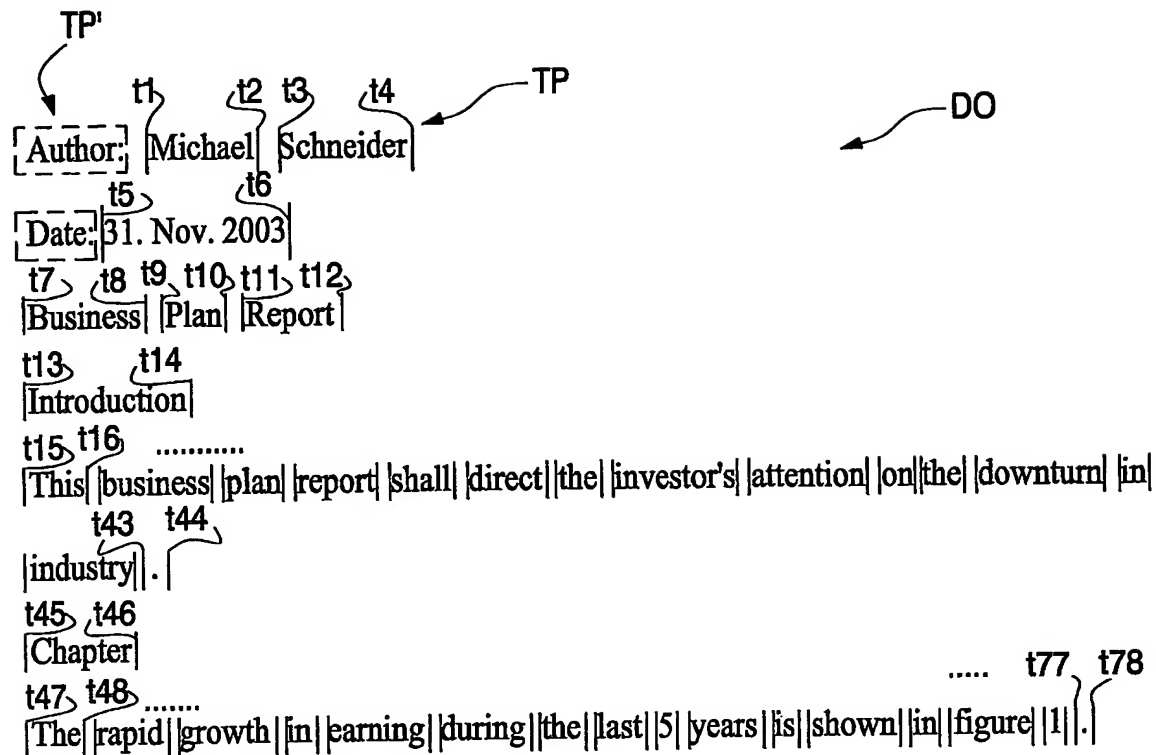 TP'
t1 t2 t3 t4 TP
DO
Author: Michael Schneider
t5 t6
Date: 31. Nov. 2003
t7 t8 t9 t10 t11 t12
Business Plan Report
t13 t14
Introduction
t15 t16 ...........
This business plan report shall direct the investor's attention on the downturn in
t43 t44
industry .
t45 t46
Chapter
t47 t48 ....... ..... t77 t78
The rapid growth in earning during the last 5 years is shown in figure 1 .